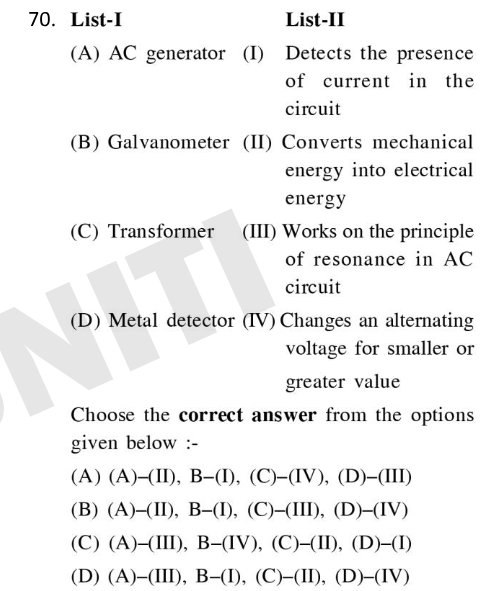 70. List-I List-II
(A) AC generator (I) Detects the presence
of current in the
circuit
(B) Galvanometer (II) Converts mechanical
energy into electrical
energy
(C) Transformer (III) Works on the principle
of resonance in AC
circuit
(D) Metal detector (IV) Changes an alternating
voltage for smaller or
greater value
Choose the correct answer from the options
given below :-
(A) (A)–(II), B–(I), (C)–(IV), (D)–(III)
(B) (A)–(II), B–(I), (C)–(III), (D)–(IV)
(C) (A)–(III), B–(IV), (C)–(II), (D)–(I)
(D) (A)–(III), B–(I), (C)–(II), (D)–(IV)